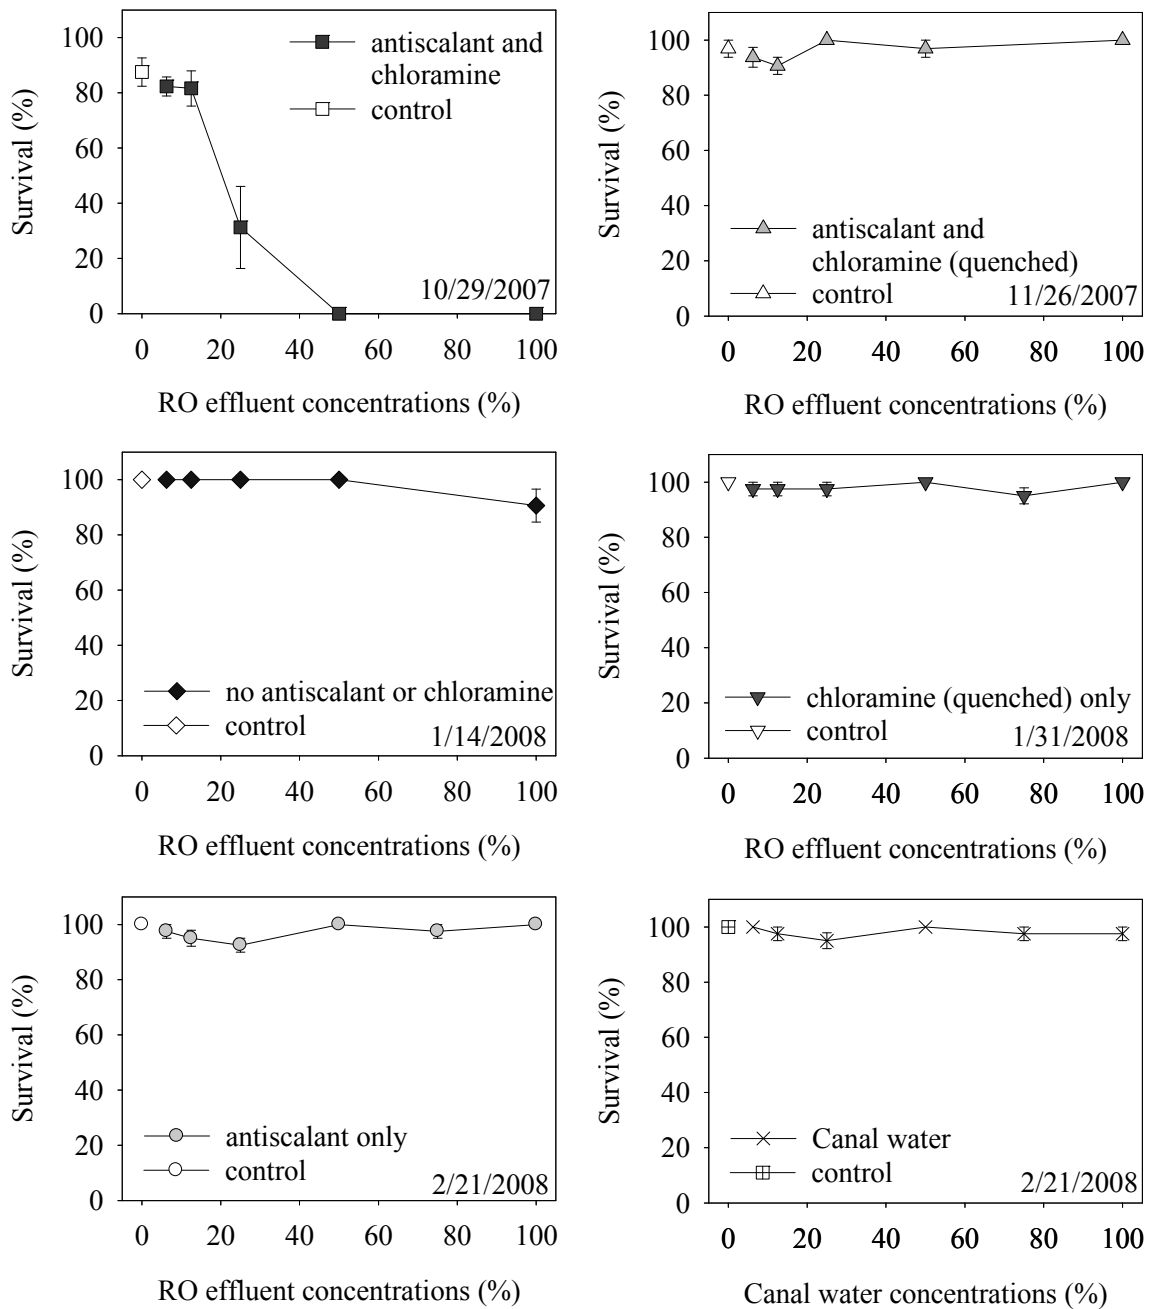 100
80
60
40
20
0
Survival (%)
antiscalant and
chloramine
control
10/29/2007
0 20 40 60 80 100
RO effluent concentrations (%)
100
80
60
40
20
0
Survival (%)
antiscalant and
chloramine (quenched)
control
11/26/2007
0 20 40 60 80 100
RO effluent concentrations (%)
100
80
60
40
20
0
Survival (%)
no antiscalant or chloramine
control
1/14/2008
0 20 40 60 80 100
RO effluent concentrations (%)
100
80
60
40
20
0
Survival (%)
chloramine (quenched) only
control
1/31/2008
0 20 40 60 80 100
RO effluent concentrations (%)
100
80
60
40
20
0
Survival (%)
antiscalant only
control
2/21/2008
0 20 40 60 80 100
RO effluent concentrations (%)
100
80
60
40
20
0
Survival (%)
Canal water
control
2/21/2008
0 20 40 60 80 100
Canal water concentrations (%)